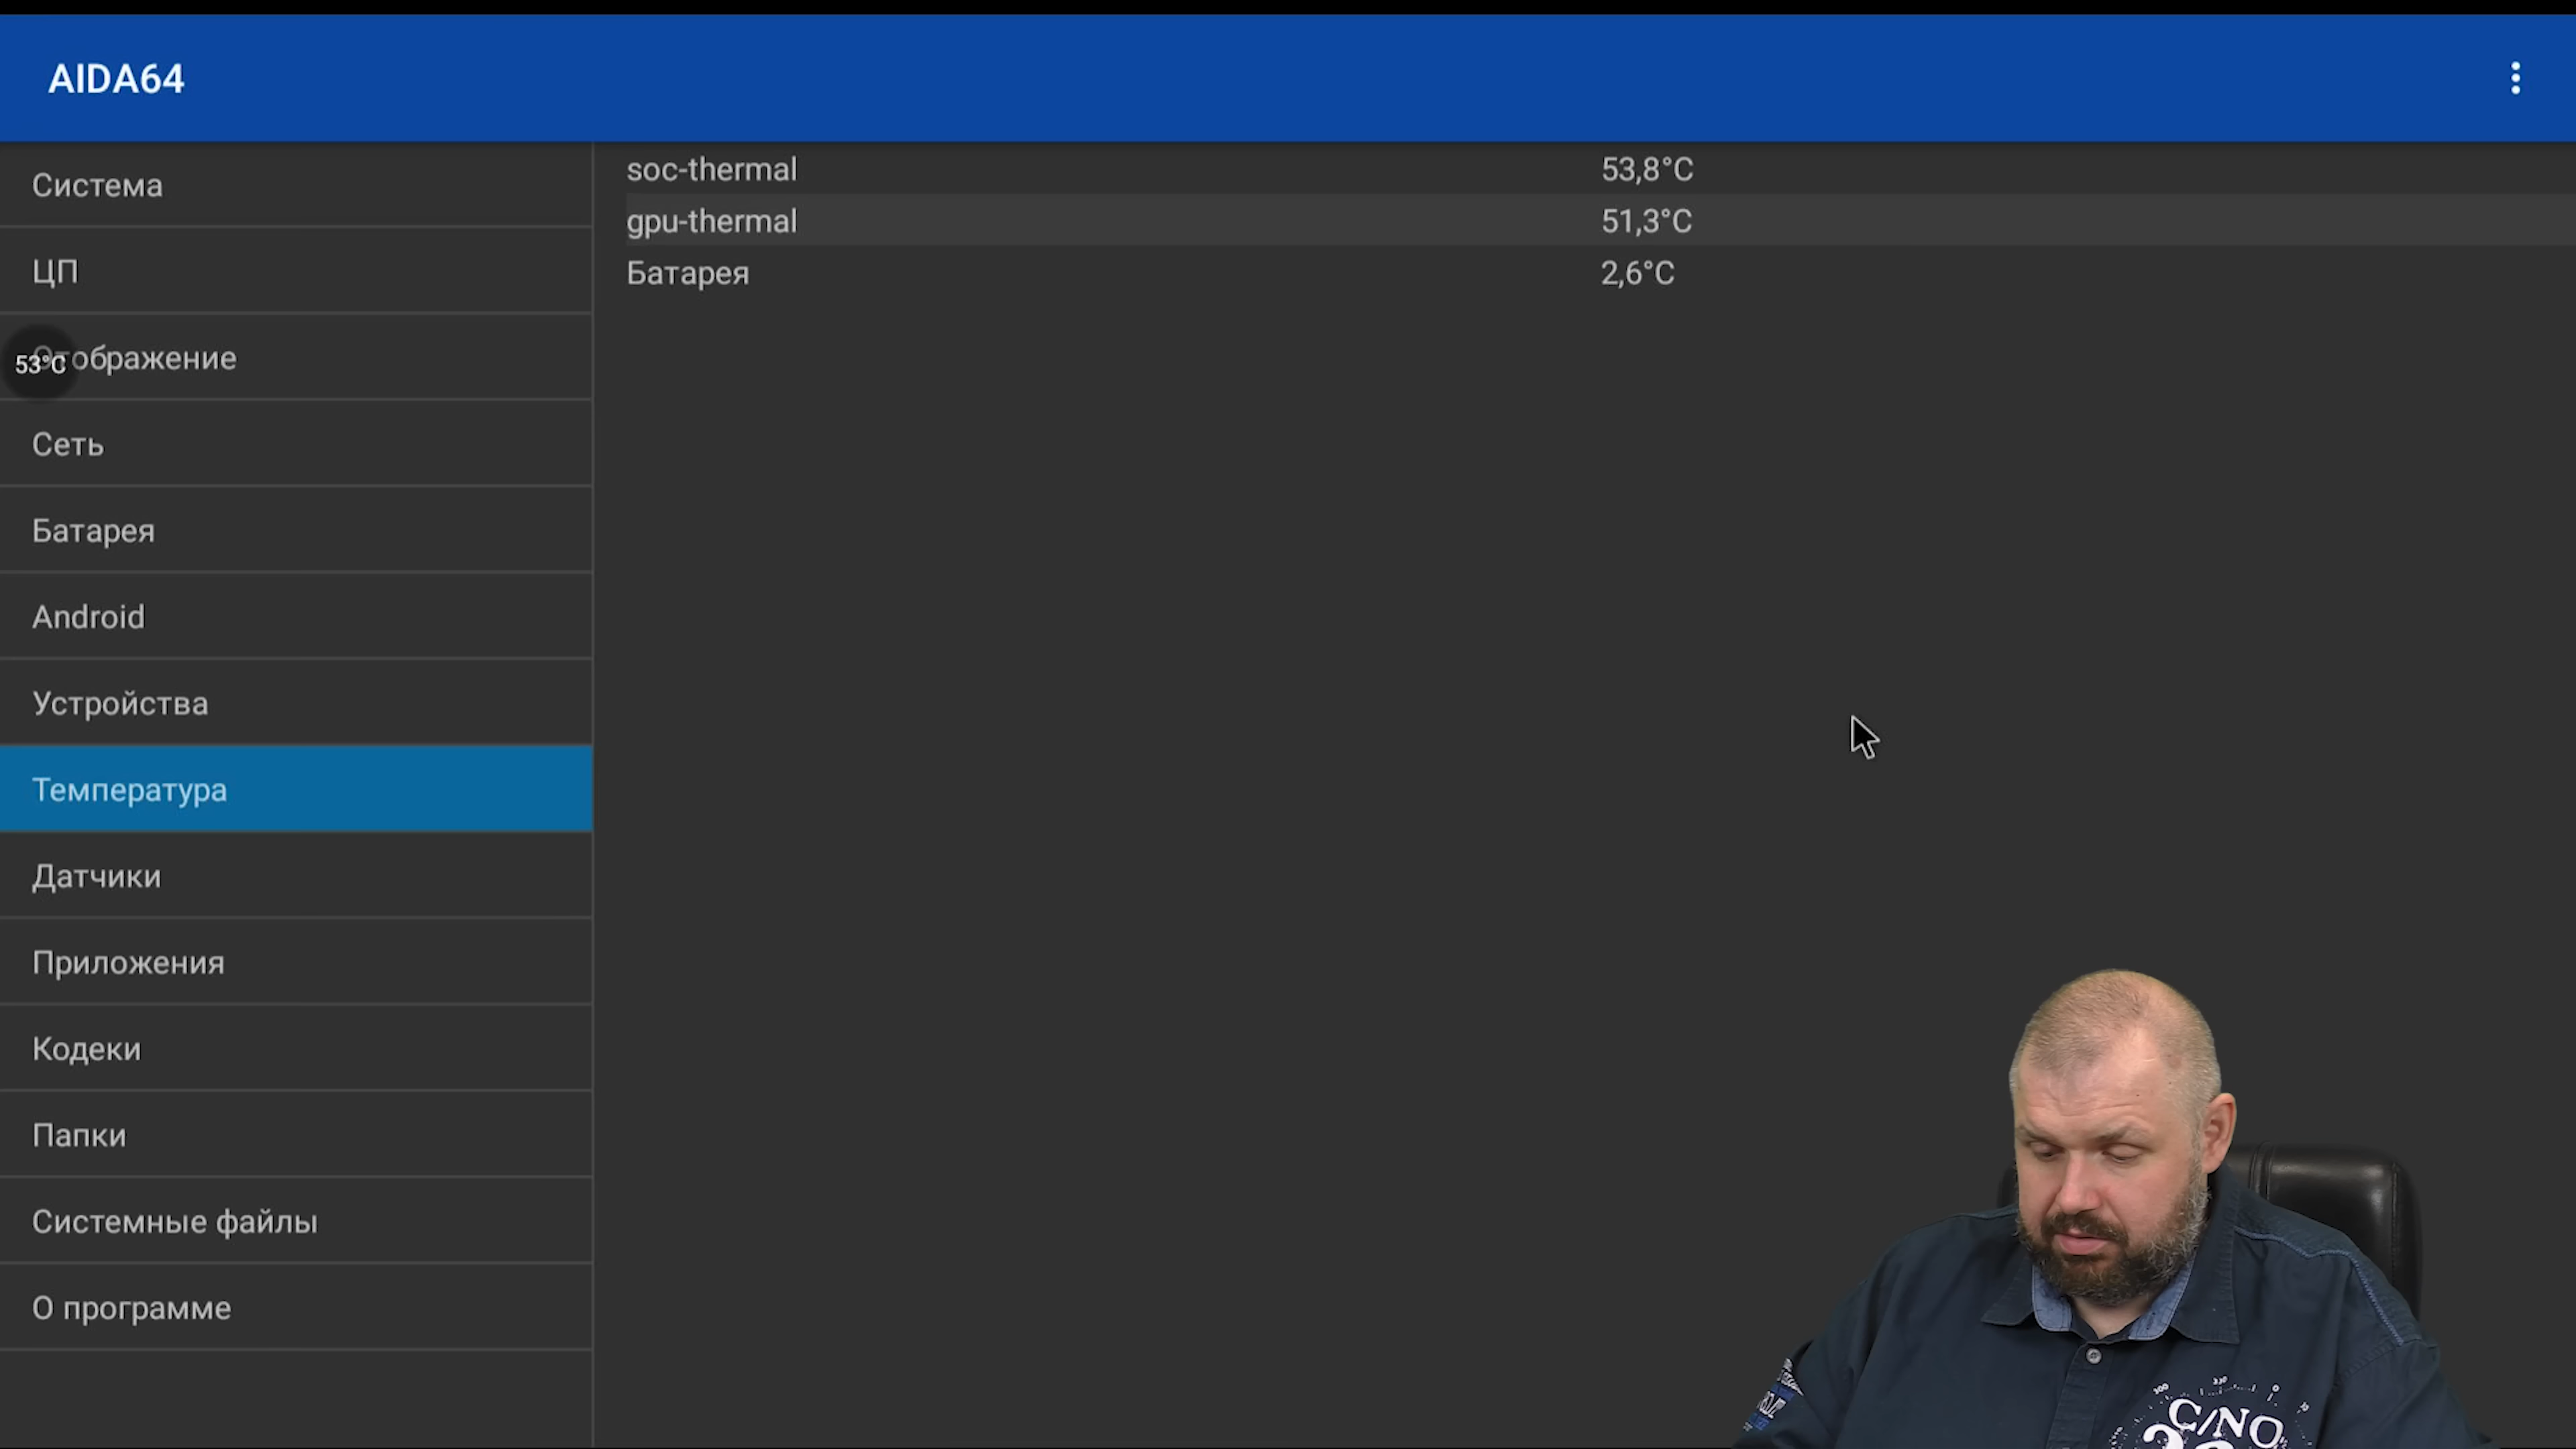 AIDA64
Система
soc-thermal 53,8°C
gpu-thermal 51,3°C
Батарея 2,6°C
ЦП
Отображение
53°C
Сеть
Батарея
Android
Устройства
Температура
Датчики
Приложения
Кодеки
Папки
Системные файлы
О программе
C/NO